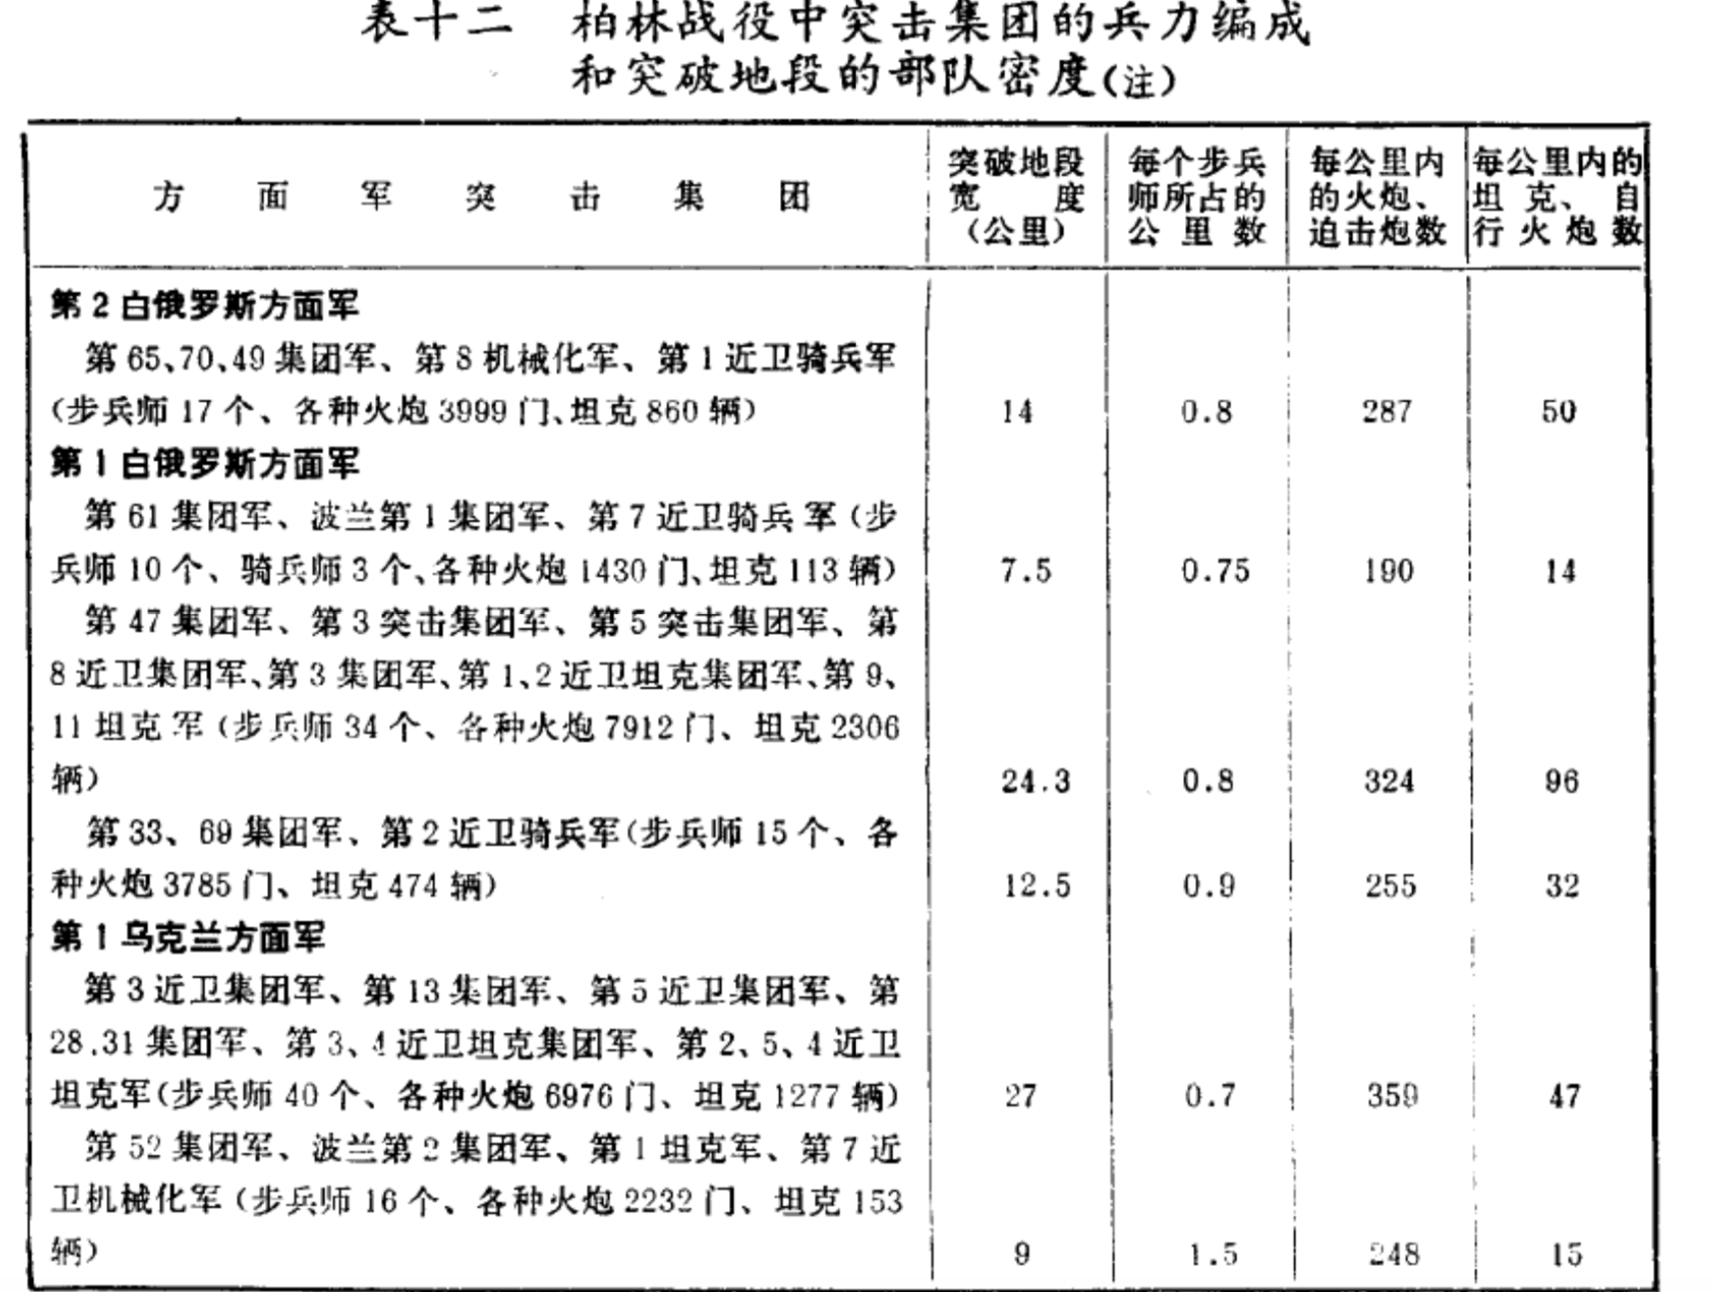 表十二 柏林战役中突击集团的兵力编成
和突破地段的部队密度(注)
方面军突击集团
突破地段
宽度
(公里)
每个步兵
师所占的
公里数
每公里内
的火炮、
迫击炮数
每公里内的
坦克、自
行火炮数
第2白俄罗斯方面军
第65、70、49集团军、第8机械化军、第1近卫骑兵军
(步兵师17个、各种火炮3999门、坦克860辆) 14 0.8 287 50
第1白俄罗斯方面军
第61集团军、波兰第1集团军、第7近卫骑兵军(步
兵师10个、骑兵师3个、各种火炮1430门、坦克113辆) 7.5 0.75 190 14
第47集团军、第3突击集团军、第5突击集团军、第
8近卫集团军、第3集团军、第1、2近卫坦克集团军、第9、
11坦克军(步兵师34个、各种火炮7912门、坦克2306
辆) 24.3 0.8 324 96
第33、69集团军、第2近卫骑兵军(步兵师15个、各
种火炮3785门、坦克474辆) 12.5 0.9 255 32
第1乌克兰方面军
第3近卫集团军、第13集团军、第5近卫集团军、第
28、31集团军、第3、4近卫坦克集团军、第2、5、4近卫
坦克军(步兵师40个、各种火炮6976门、坦克1277辆) 27 0.7 359 47
第52集团军、波兰第2集团军、第1坦克军、第7近
卫机械化军(步兵师16个、各种火炮2232门、坦克153
辆) 9 1.5 248 15